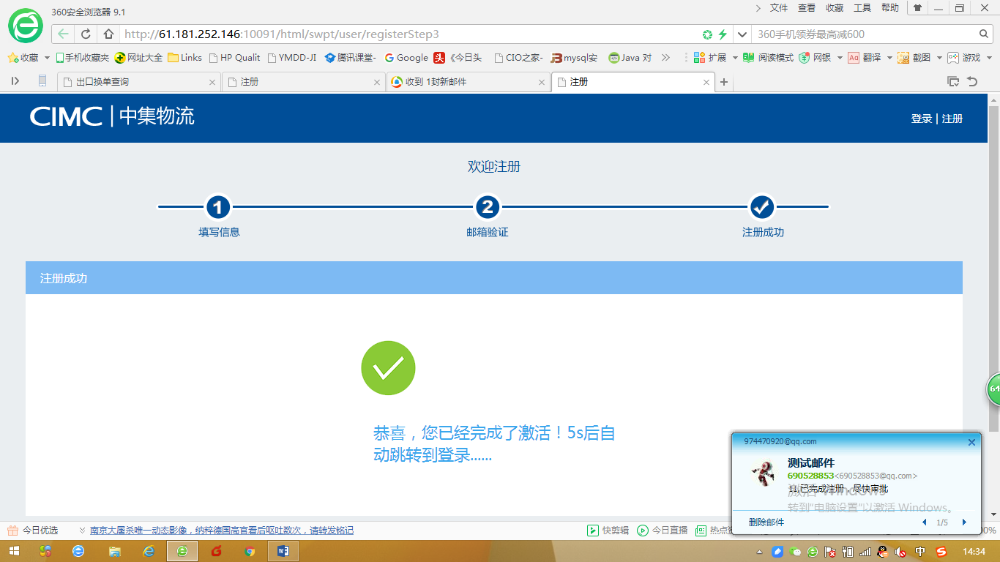 360安全浏览器 9.1
文件 查看 收藏 工具 帮助
http://61.181.252.146:10091/html/swpt/user/registerStep3
360手机领券最高减600
收藏 手机收藏夹 网址大全 Links HP Qualit YMDD-JI 腾讯课堂- Google 《今日头 CIO之家- mysql安 Java 对 扩展 阅读模式 网银 翻译 截图 游戏
出口换单查询 注册 收到 1封新邮件 注册
CIMC 中集物流
登录 | 注册
欢迎注册
1 2
填写信息 邮箱验证 注册成功
注册成功
恭喜，您已经完成了激活！5s后自
动跳转到登录......
64
974470920@qq.com
测试邮件
690528853<690528853@qq.com>
11,已完成注册，尽快审批
激活 Windows
转到“电脑设置”以激活 Windows。
删除邮件 1/5
今日优选 南京大屠杀唯一动态影像，纳粹德国高官看后呕吐数次，请转发铭记 快剪辑 今日直播 热点资
中 14:34